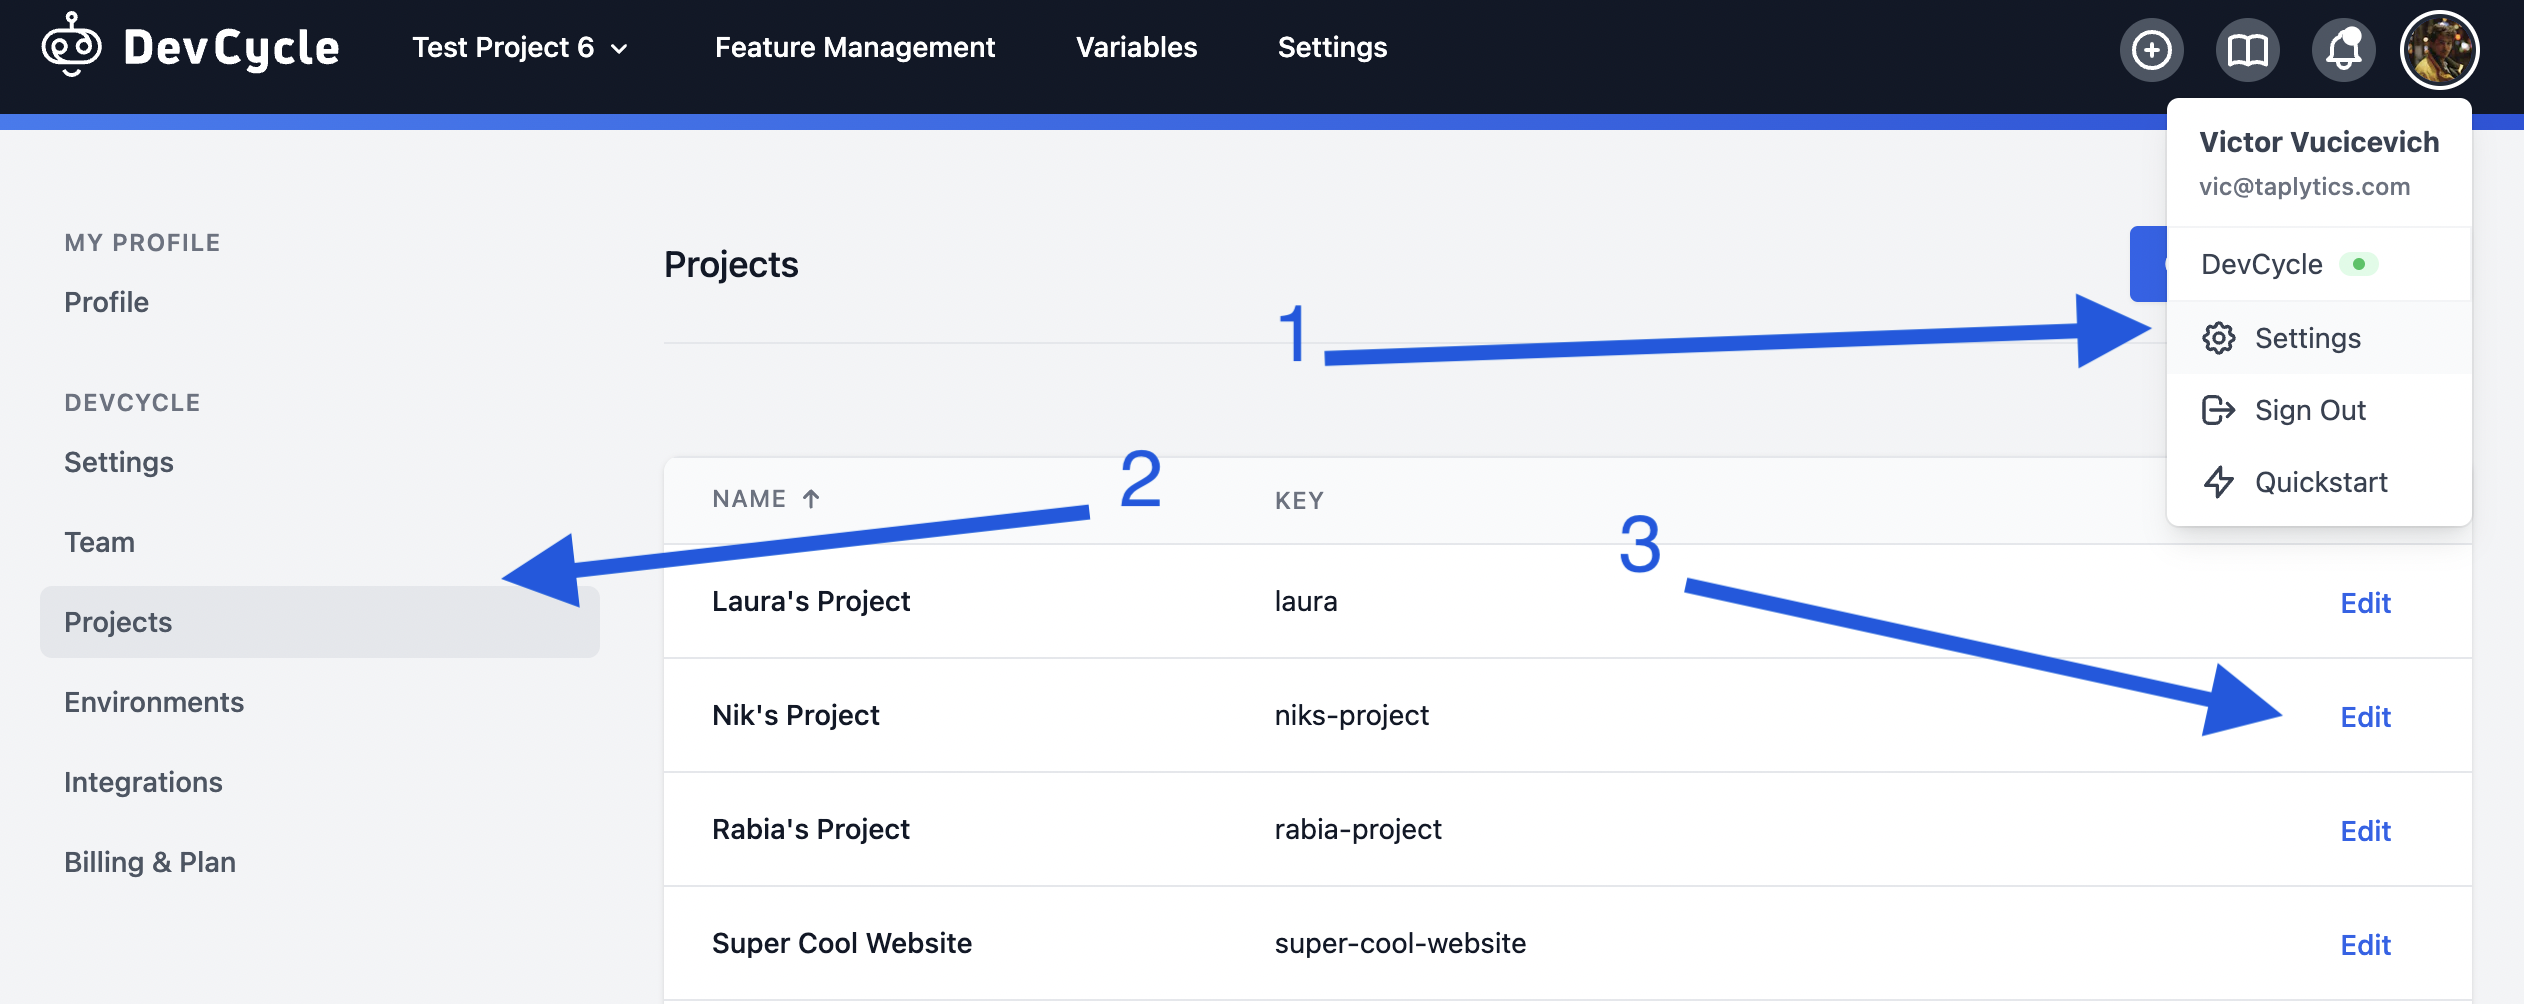 DevCycle
Test Project 6
Feature Management
Variables
Settings
Victor Vucicevich
vic@taplytics.com
DevCycle
Settings
Sign Out
Quickstart
MY PROFILE
Profile
DEVCYCLE
Settings
Team
Projects
Environments
Integrations
Billing & Plan
Projects
1
2
3
NAME KEY
Laura's Project laura Edit
Nik's Project niks-project Edit
Rabia's Project rabia-project Edit
Super Cool Website super-cool-website Edit